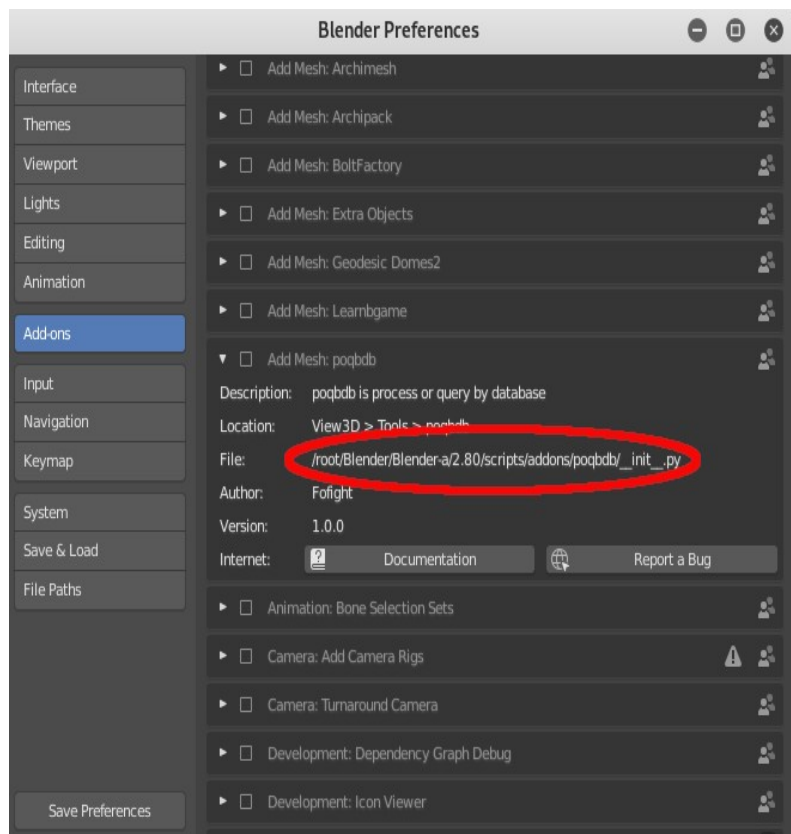 Blender Preferences
Interface
Themes
Viewport
Lights
Editing
Animation
Add-ons
Input
Navigation
Keymap
System
Save & Load
File Paths
Save Preferences
Add Mesh: Archimesh
Add Mesh: Archipack
Add Mesh: BoltFactory
Add Mesh: Extra Objects
Add Mesh: Geodesic Domes2
Add Mesh: Learnbgame
Add Mesh: poqbdb
Description: poqbdb is process or query by database
Location: View3D > Tools > poqbdb
File: /root/Blender/Blender-a/2.80/scripts/addons/poqbdb/__init__.py
Author: Fofight
Version: 1.0.0
Internet: Documentation Report a Bug
Animation: Bone Selection Sets
Camera: Add Camera Rigs
Camera: Turnaround Camera
Development: Dependency Graph Debug
Development: Icon Viewer